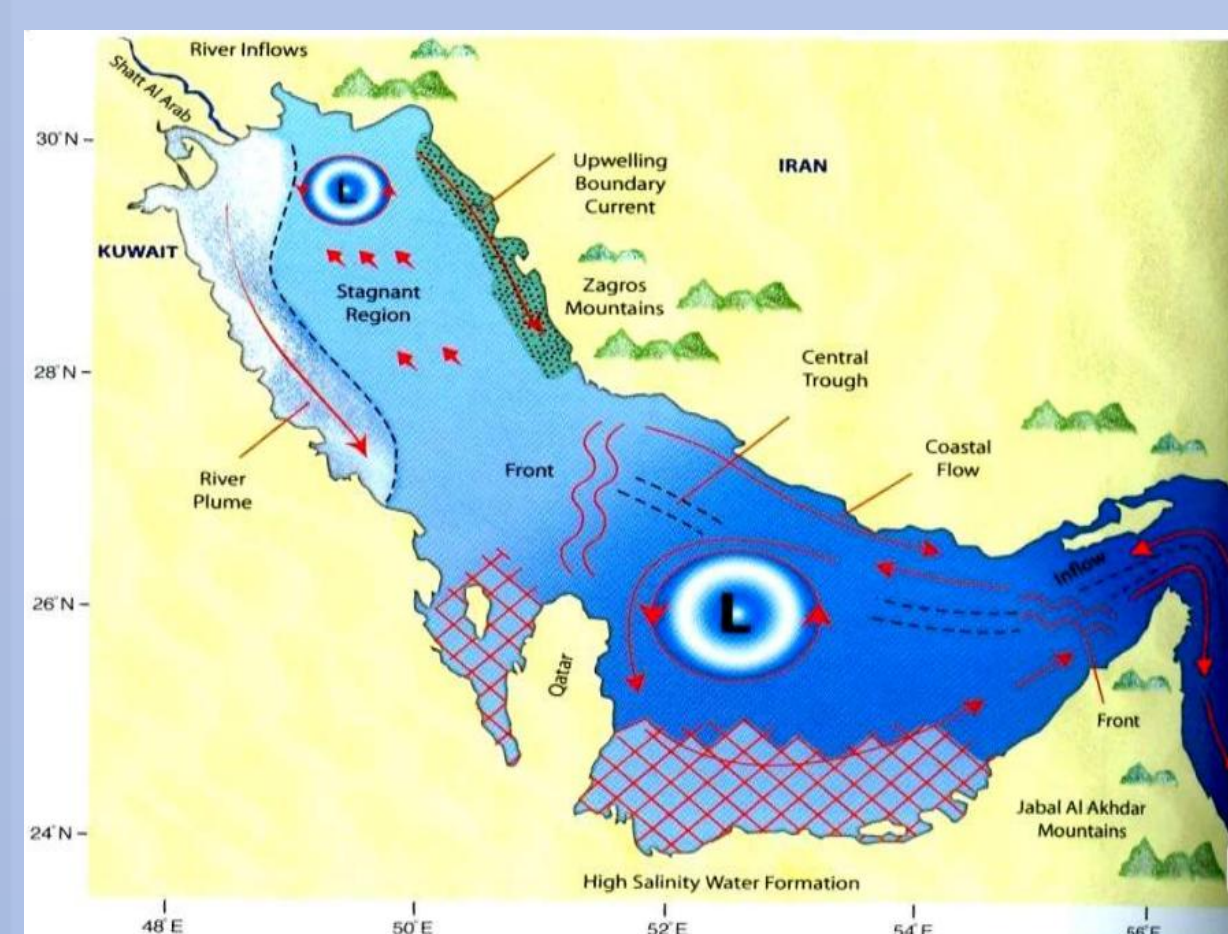 River Inflows
Shatt Al Arab
30°N
Upwelling
Boundary
Current
IRAN
L
KUWAIT
Stagnant
Region
Zagros
Mountains
28°N
Central
Trough
Coastal
Flow
River
Plume
Front
Inflow
26°N
L
Qatar
Front
24°N
Jabal Al Akhdar
Mountains
High Salinity Water Formation
48°E
50°E
52°E
54°E
56°E